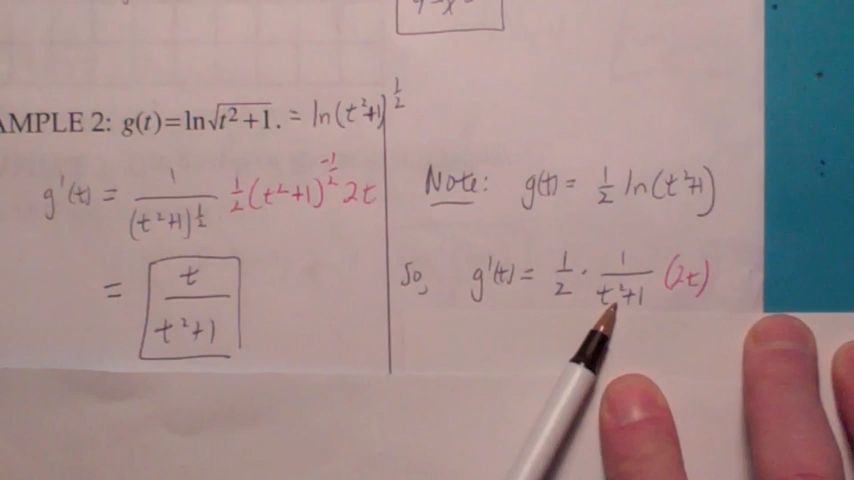 AMPLE 2: g(t)=ln√(t²+1). = ln(t²+1)^(1/2)
g'(t) = 1/(t²+1)^(1/2) 1/2(t²+1)^(-1/2) 2t
= t/(t²+1)
Note: g(t) = 1/2 ln(t²+1)
So, g'(t) = 1/2 · 1/(t²+1) (2t)